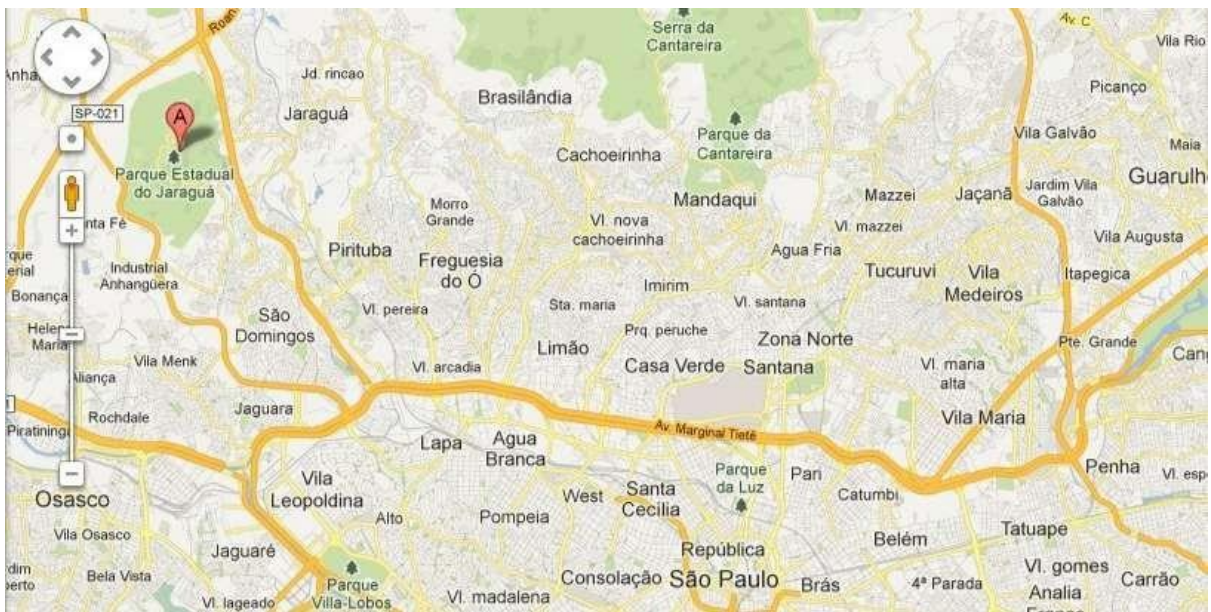 Serra da
Cantareira
Av. C
Vila Rio
Jd. rincao
Picanço
Jaraguá
Brasilândia
SP-021
A
Parque da
Cantareira
Vila Galvão
Maia
Cachoeirinha
Parque Estadual
do Jaraguá
Guarulho
Mandaqui
Mazzei
Jaçanã
Jardim Vila
Galvão
Morro
Grande
Vl. nova
cachoeirinha
Vl. mazzei
Vila Augusta
Pirituba
Freguesia
do Ó
Agua Fria
Tucuruvi
Vila
Medeiros
Itapegica
Industrial
Anhangüera
Imirim
Bonança
Vl. pereira
Sta. maria
Vl. santana
São
Domingos
Prq. peruche
Zona Norte
Pte. Grande
Limão
Vila Menk
Vl. arcadia
Casa Verde
Santana
Vl. maria
alta
Rochdale
Jaguara
Vila Maria
Av. Marginal Tietê
Piratininga
Lapa
Agua
Branca
Parque
da Luz
Pari
Penha
Vl. esp
Osasco
Vila
Leopoldina
West
Santa
Cecilia
Catumbi
Alto
Pompeia
Vila Osasco
Tatuape
Jaguaré
República
Belém
Bela Vista
Parque
Villa-Lobos
Consolação
São Paulo
Brás
4ª Parada
Vl. gomes
Carrão
Vl. lageado
Vl. madalena
Analia